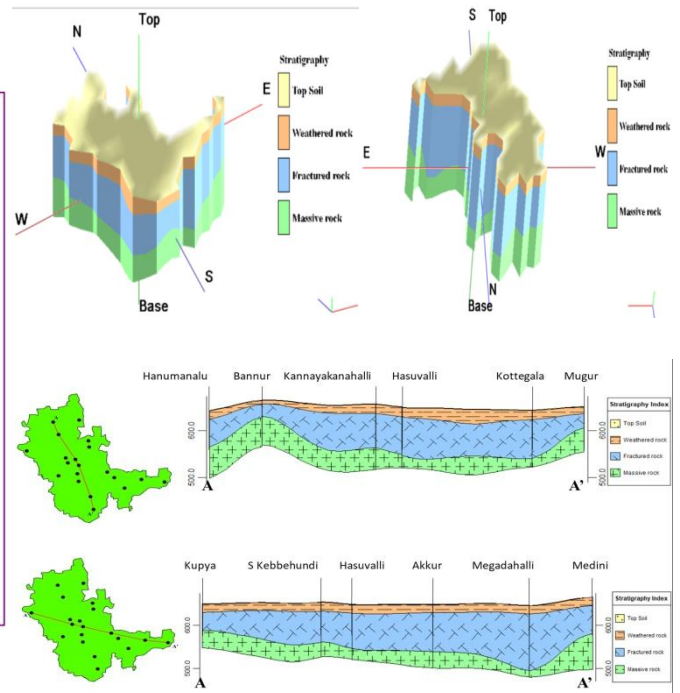 N
Top
E
W
S
Base
Stratigraphy
Top Soil
Weathered rock
Fractured rock
Massive rock
S Top
E
W
N
Base
Stratigraphy
Top Soil
Weathered rock
Fractured rock
Massive rock
Hanumanalu Bannur Kannayakanahalli Hasuvalli Kottegala Mugur
600.0
500.0
A
A'
600.0
500.0
Stratigraphy Index
Top Soil
Weathered rock
Fractured rock
Massive rock
A
A'
Kupya S Kebbehundi Hasuvalli Akkur Megadahalli Medini
600.0
500.0
A
A'
600.0
500.0
Stratigraphy Index
Top Soil
Weathered rock
Fractured rock
Massive rock
A
A'